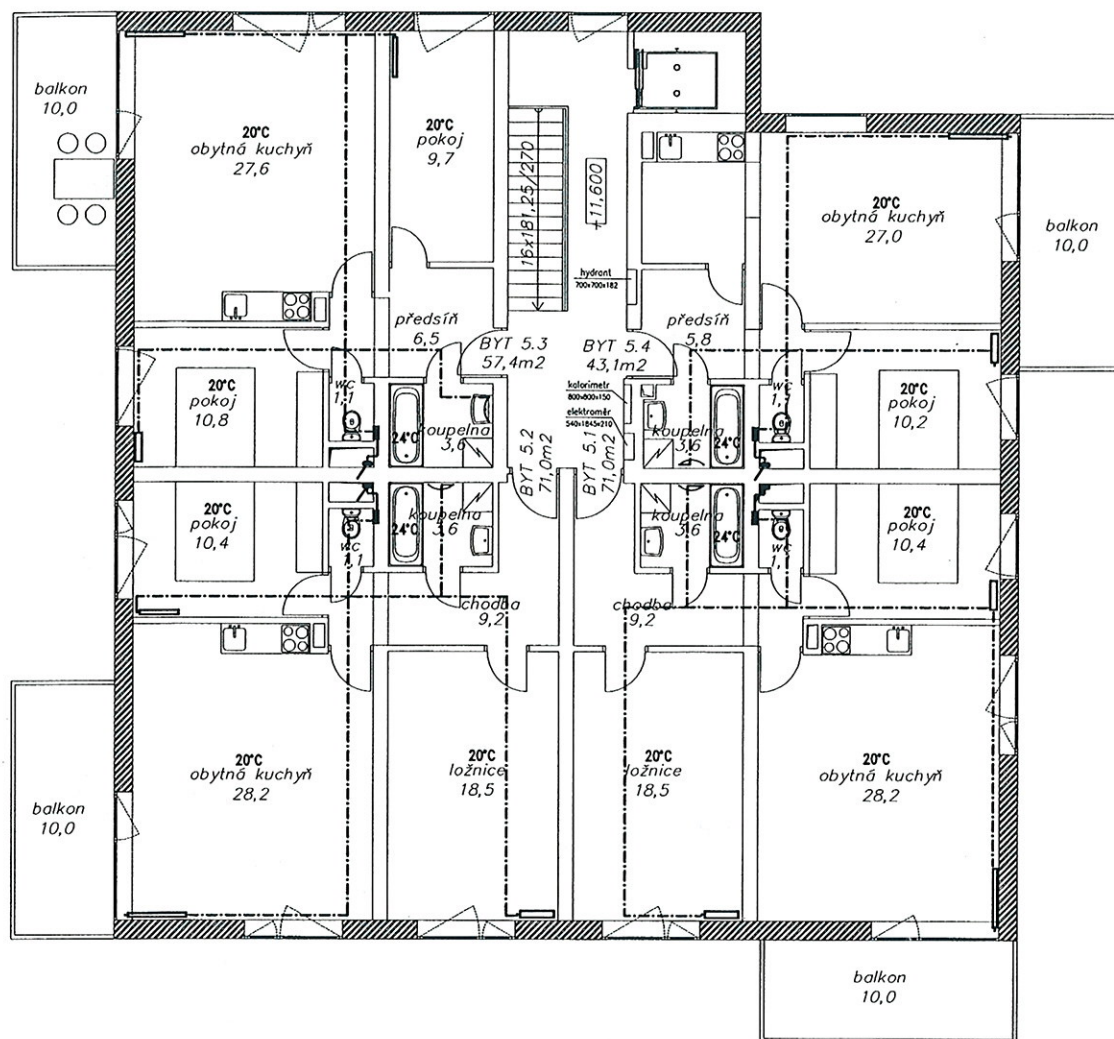 balkon
10,0
20°C
obytná kuchyň
27,6
20°C
pokoj
9,7
16x181,25/270
+11,600
hydrant
700x700x182
20°C
obytná kuchyň
27,0
balkon
10,0
předsíň
6,5
BYT 5.3
57,4m2
BYT 5.4
43,1m2
předsíň
5,8
20°C
pokoj
10,8
wc
1,1
24°C
koupelna
3,6
kalorimetr
800x800x150
elektroměr
540x1845x210
koupelna
3,6
24°C
wc
1,1
20°C
pokoj
10,2
BYT 5.2
71,0m2
BYT 5.1
71,0m2
20°C
pokoj
10,4
wc
1,1
24°C
koupelna
3,6
koupelna
3,6
24°C
wc
1,1
20°C
pokoj
10,4
chodba
9,2
chodba
9,2
20°C
obytná kuchyň
28,2
20°C
ložnice
18,5
20°C
ložnice
18,5
20°C
obytná kuchyň
28,2
balkon
10,0
balkon
10,0